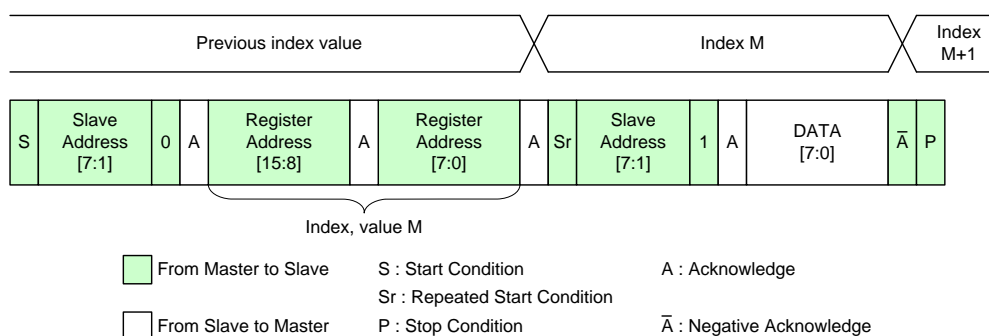 Previous index value
Index M
Index
M+1
S
Slave
Address
[7:1]
0
A
Register
Address
[15:8]
A
Register
Address
[7:0]
A
Sr
Slave
Address
[7:1]
1
A
DATA
[7:0]
A̅
P
Index, value M
From Master to Slave
S : Start Condition
A : Acknowledge
Sr : Repeated Start Condition
From Slave to Master
P : Stop Condition
A̅ : Negative Acknowledge